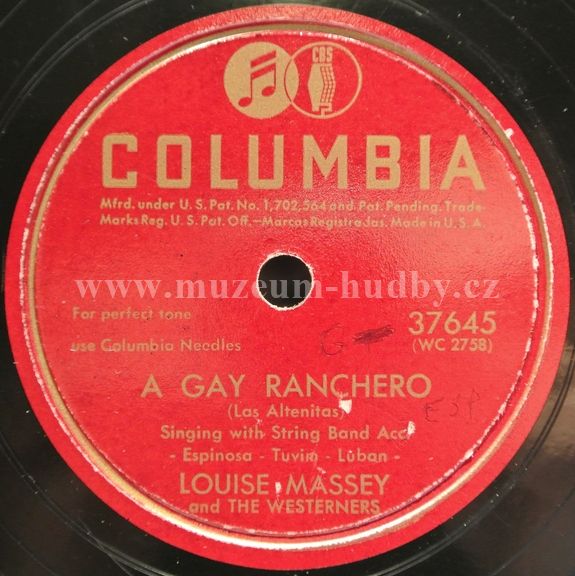 CBS
COLUMBIA
Mfrd. under U.S. Pat. No. 1,702,564 and Pat. Pending. Trade-
Marks Reg. U.S. Pat. Off.—Marcas Registradas. Made in U.S.A.
www.muzeum-hudby.cz
For perfect tone
use Columbia Needles
G-
37645
(WC 2758)
A GAY RANCHERO
(Las Altenitas)
ESP
Singing with String Band Acc.
- Espinosa - Tuvim - Luban -
LOUISE MASSEY
and THE WESTERNERS